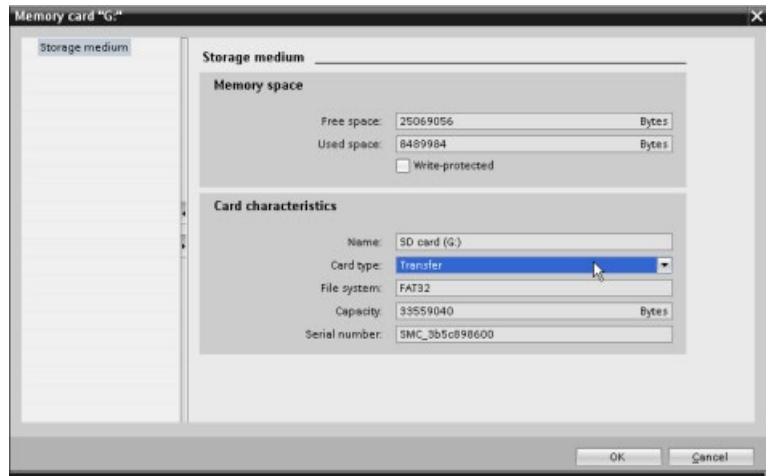 Memory card "G:"
Storage medium
Storage medium
Memory space
Free space: 25069056 Bytes
Used space: 8489984 Bytes
Write-protected
Card characteristics
Name: SD card (G:)
Card type: Transfer
File system: FAT32
Capacity: 33559040 Bytes
Serial number: SMC_3b5c898600
OK Cancel